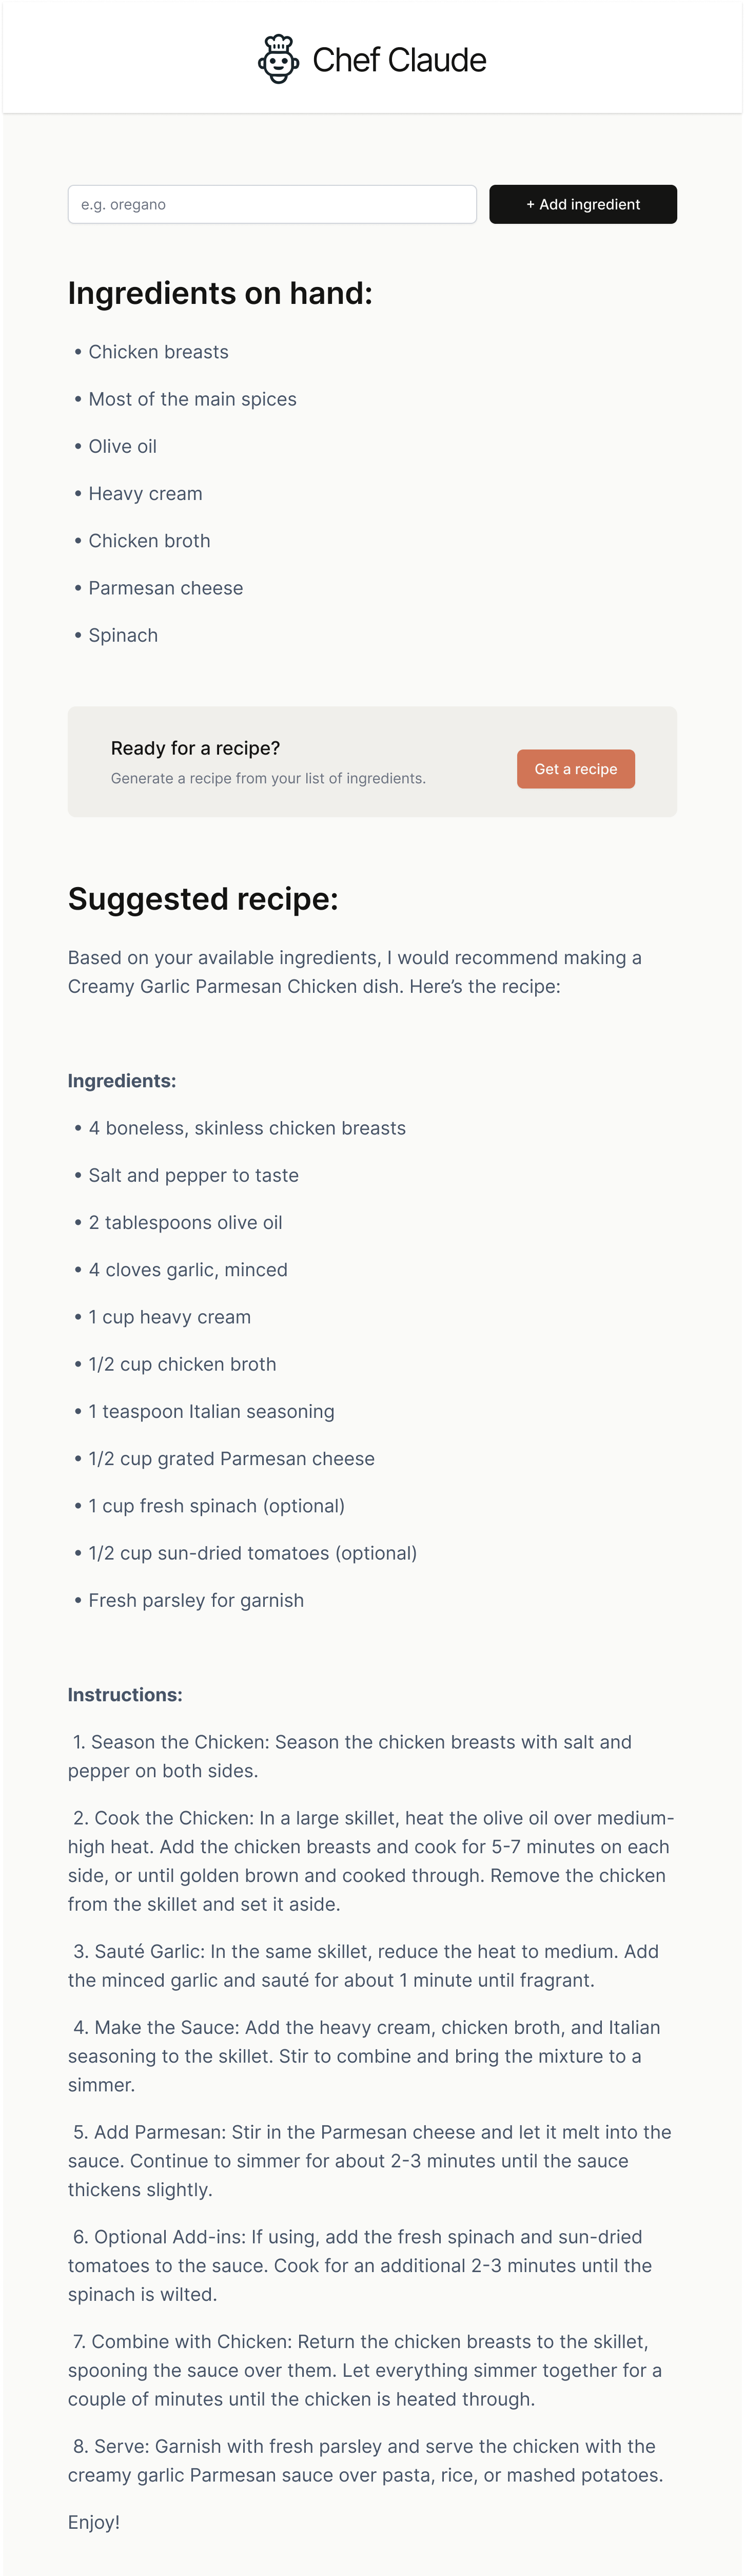 Chef Claude
e.g. oregano
+ Add ingredient
Ingredients on hand:
• Chicken breasts
• Most of the main spices
• Olive oil
• Heavy cream
• Chicken broth
• Parmesan cheese
• Spinach
Ready for a recipe?
Generate a recipe from your list of ingredients.
Get a recipe
Suggested recipe:
Based on your available ingredients, I would recommend making a
Creamy Garlic Parmesan Chicken dish. Here’s the recipe:
Ingredients:
• 4 boneless, skinless chicken breasts
• Salt and pepper to taste
• 2 tablespoons olive oil
• 4 cloves garlic, minced
• 1 cup heavy cream
• 1/2 cup chicken broth
• 1 teaspoon Italian seasoning
• 1/2 cup grated Parmesan cheese
• 1 cup fresh spinach (optional)
• 1/2 cup sun-dried tomatoes (optional)
• Fresh parsley for garnish
Instructions:
1. Season the Chicken: Season the chicken breasts with salt and
pepper on both sides.
2. Cook the Chicken: In a large skillet, heat the olive oil over medium-
high heat. Add the chicken breasts and cook for 5-7 minutes on each
side, or until golden brown and cooked through. Remove the chicken
from the skillet and set it aside.
3. Sauté Garlic: In the same skillet, reduce the heat to medium. Add
the minced garlic and sauté for about 1 minute until fragrant.
4. Make the Sauce: Add the heavy cream, chicken broth, and Italian
seasoning to the skillet. Stir to combine and bring the mixture to a
simmer.
5. Add Parmesan: Stir in the Parmesan cheese and let it melt into the
sauce. Continue to simmer for about 2-3 minutes until the sauce
thickens slightly.
6. Optional Add-ins: If using, add the fresh spinach and sun-dried
tomatoes to the sauce. Cook for an additional 2-3 minutes until the
spinach is wilted.
7. Combine with Chicken: Return the chicken breasts to the skillet,
spooning the sauce over them. Let everything simmer together for a
couple of minutes until the chicken is heated through.
8. Serve: Garnish with fresh parsley and serve the chicken with the
creamy garlic Parmesan sauce over pasta, rice, or mashed potatoes.
Enjoy!